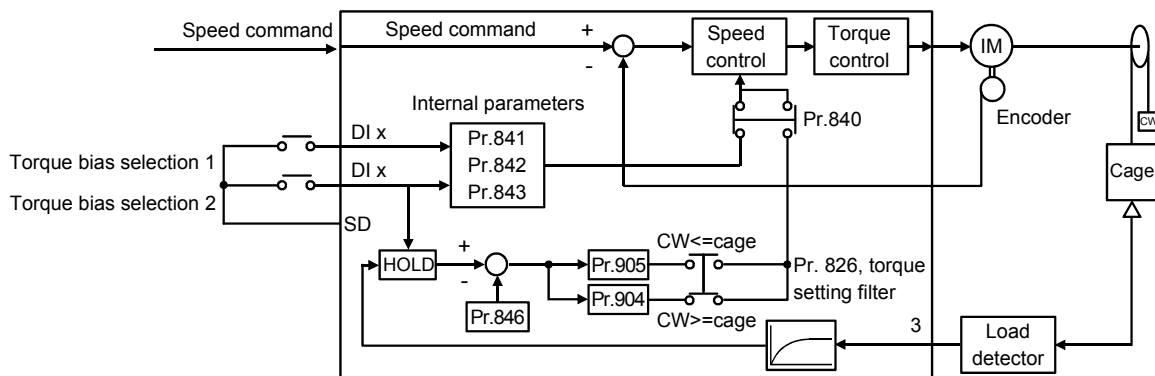 Speed command
Speed command
+
-
Speed
control
Torque
control
IM
Encoder
CW
Cage
Internal parameters
Pr.840
DI x
Pr.841
Pr.842
Pr.843
Torque bias selection 1
DI x
Torque bias selection 2
SD
HOLD
+
-
Pr.846
Pr.905
Pr.904
CW<=cage
CW>=cage
Pr. 826, torque
setting filter
3
Load
detector